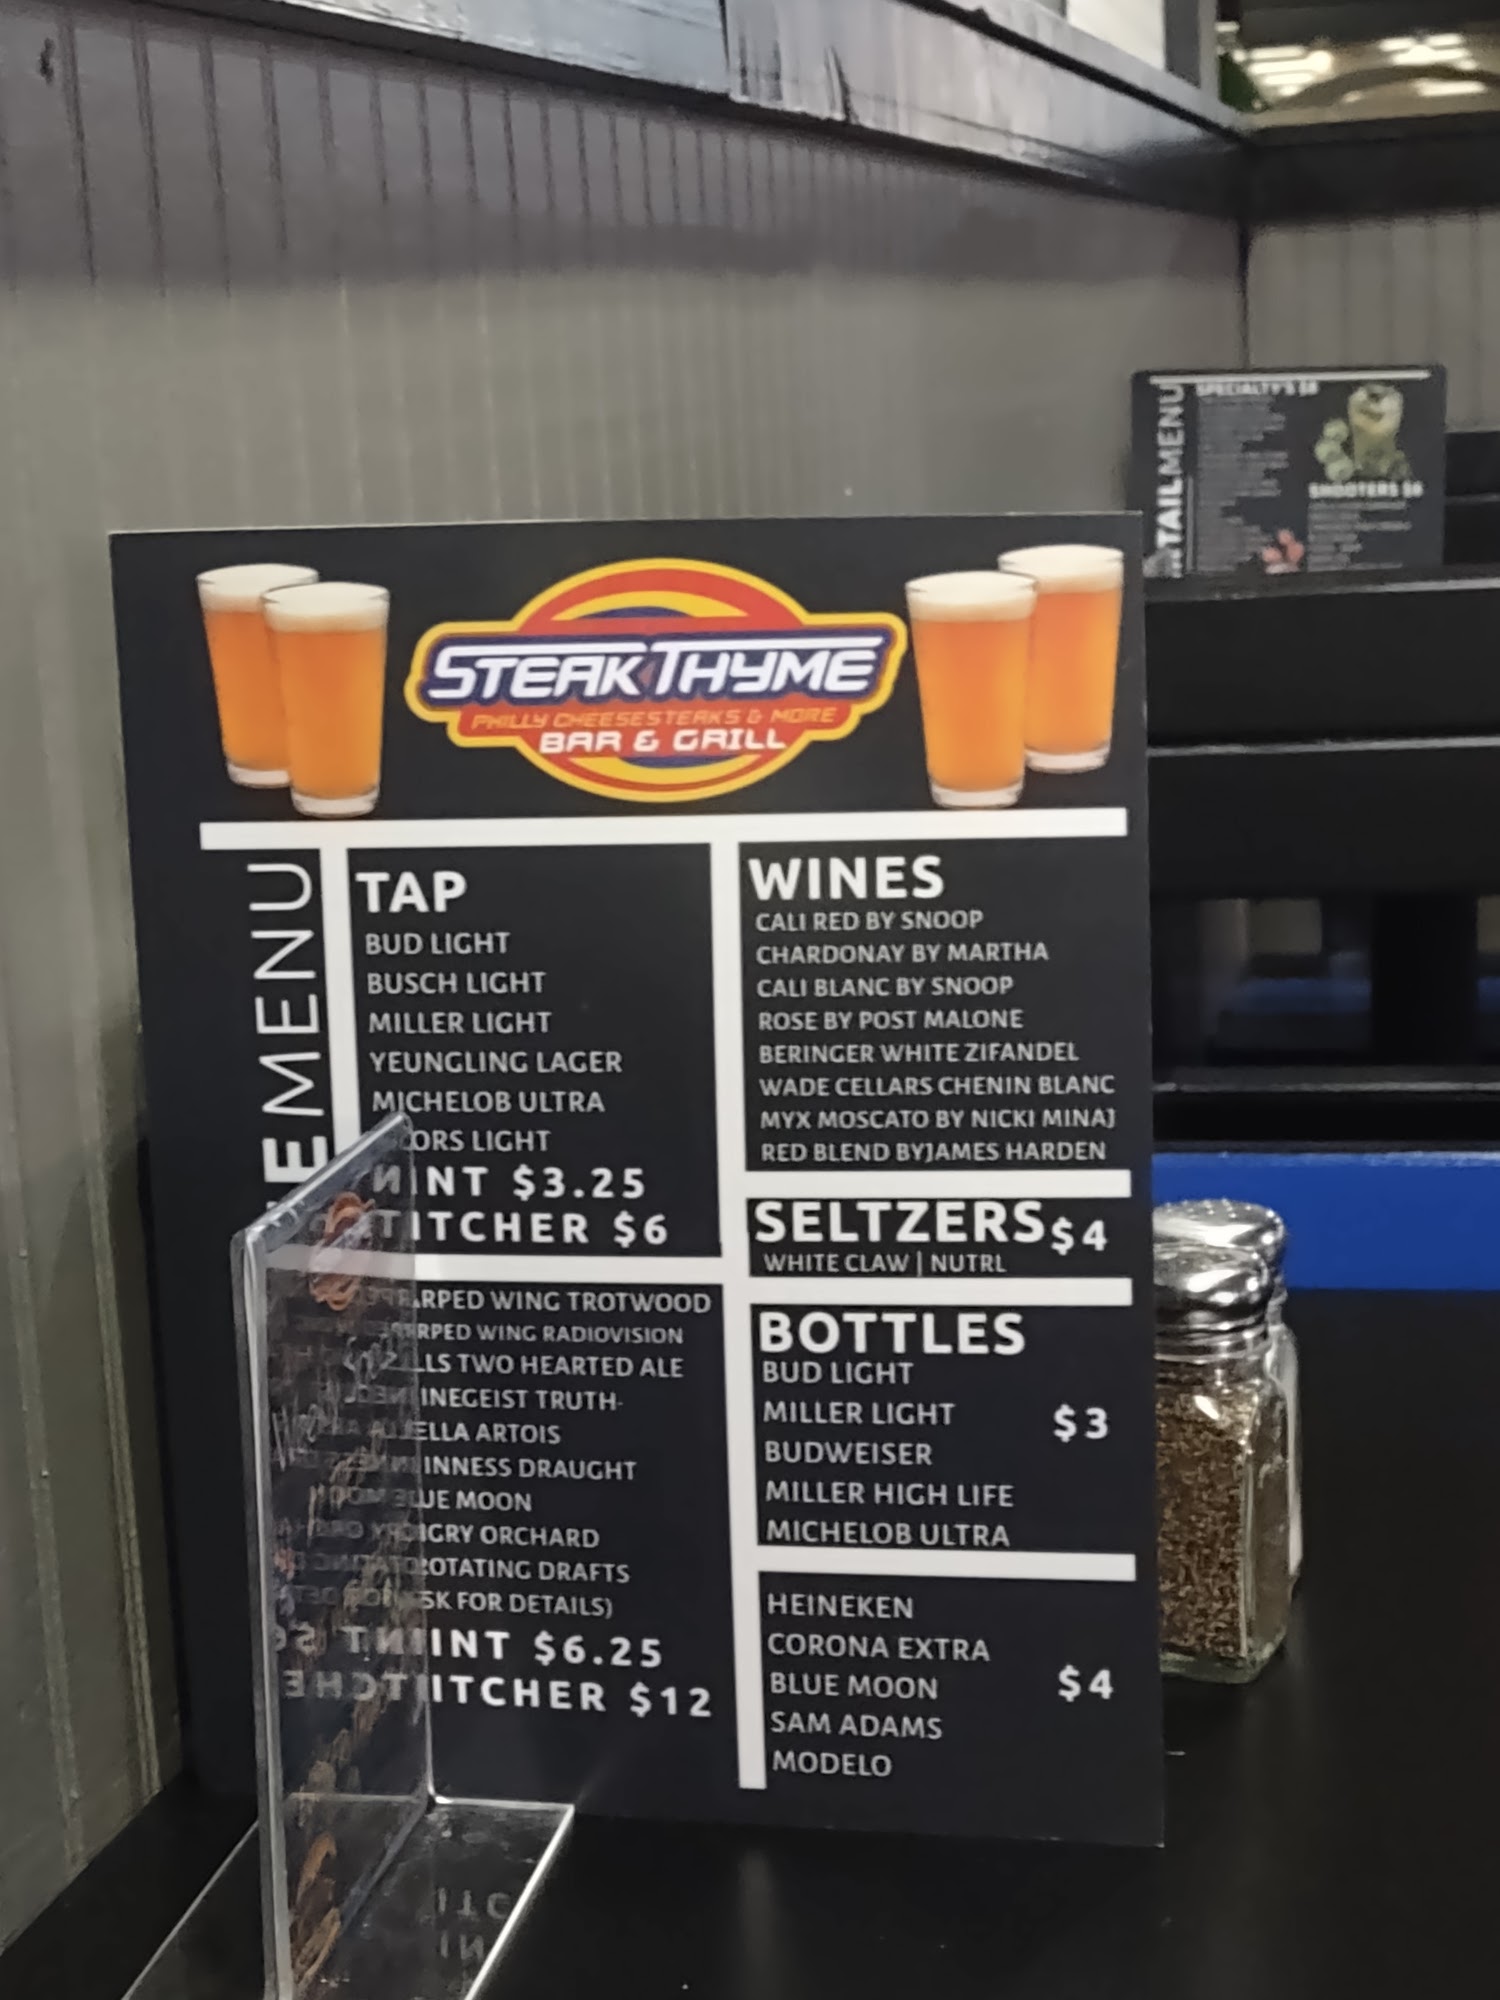 STEAK THYME
PHILLY CHEESESTEAKS & MORE
BAR & GRILL
MENU
TAP
BUD LIGHT
BUSCH LIGHT
MILLER LIGHT
YEUNGLING LAGER
MICHELOB ULTRA
ORS LIGHT
INT $3.25
ITCHER $6
RPED WING TROTWOOD
RPED WING RADIOVISION
LLS TWO HEARTED ALE
INEGEIST TRUTH-
ELLA ARTOIS
INNESS DRAUGHT
UE MOON
GRY ORCHARD
ROTATING DRAFTS
SK FOR DETAILS)
INT $6.25
ITCHER $12
WINES
CALI RED BY SNOOP
CHARDONAY BY MARTHA
CALI BLANC BY SNOOP
ROSE BY POST MALONE
BERINGER WHITE ZIFANDEL
WADE CELLARS CHENIN BLANC
MYX MOSCATO BY NICKI MINAJ
RED BLEND BYJAMES HARDEN
SELTZERS $4
WHITE CLAW | NUTRL
BOTTLES
BUD LIGHT
MILLER LIGHT
BUDWEISER
MILLER HIGH LIFE
MICHELOB ULTRA
$3
HEINEKEN
CORONA EXTRA
BLUE MOON
SAM ADAMS
MODELO
$4
TAILMENU
SPECIALTY'S $8
SHOOTERS $6